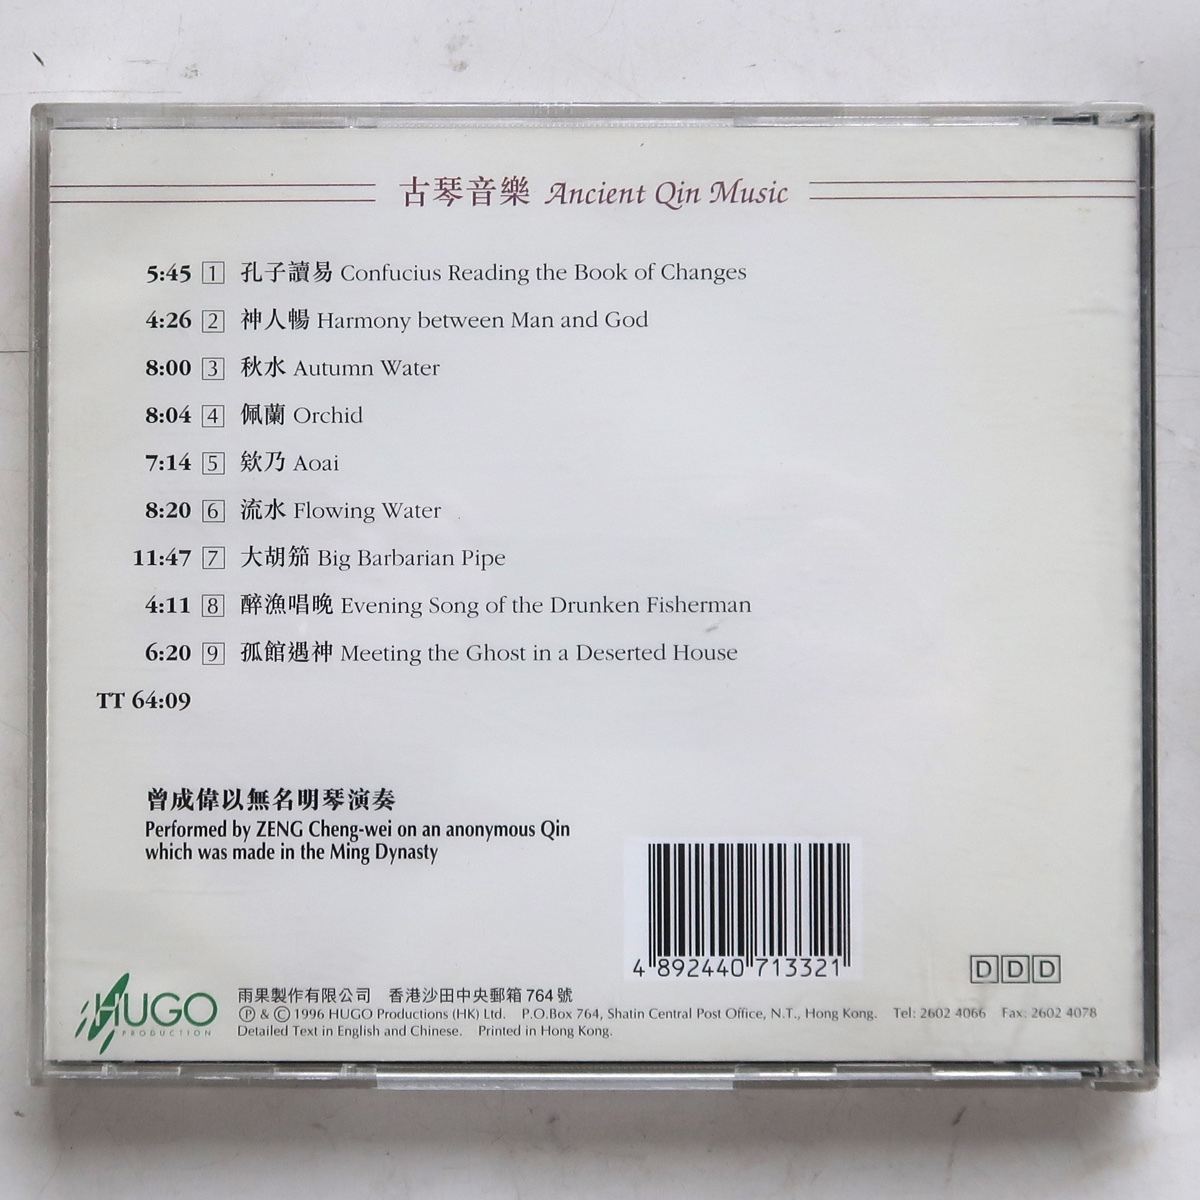 古琴音樂 Ancient Qin Music
5:45 1 孔子讀易 Confucius Reading the Book of Changes
4:26 2 神人暢 Harmony between Man and God
8:00 3 秋水 Autumn Water
8:04 4 佩蘭 Orchid
7:14 5 欸乃 Aoai
8:20 6 流水 Flowing Water
11:47 7 大胡笳 Big Barbarian Pipe
4:11 8 醉漁唱晚 Evening Song of the Drunken Fisherman
6:20 9 孤館遇神 Meeting the Ghost in a Deserted House
TT 64:09
曾成偉以無名明琴演奏
Performed by ZENG Cheng-wei on an anonymous Qin
which was made in the Ming Dynasty
4 892440 713321
DDD
HUGO
PRODUCTION
雨果製作有限公司 香港沙田中央郵箱 764 號
Ⓟ & © 1996 HUGO Productions (HK) Ltd. P.O.Box 764, Shatin Central Post Office, N.T., Hong Kong. Tel: 2602 4066 Fax: 2602 4078
Detailed Text in English and Chinese. Printed in Hong Kong.